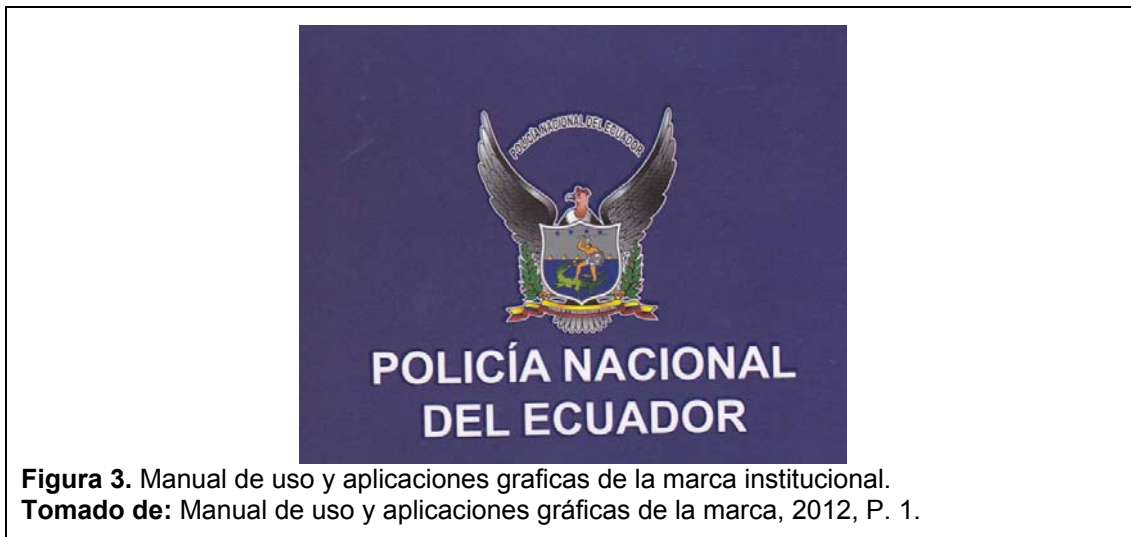 POLICÍA NACIONAL DEL ECUADOR
POLICÍA NACIONAL
DEL ECUADOR
Figura 3. Manual de uso y aplicaciones graficas de la marca institucional.
Tomado de: Manual de uso y aplicaciones gráficas de la marca, 2012, P. 1.